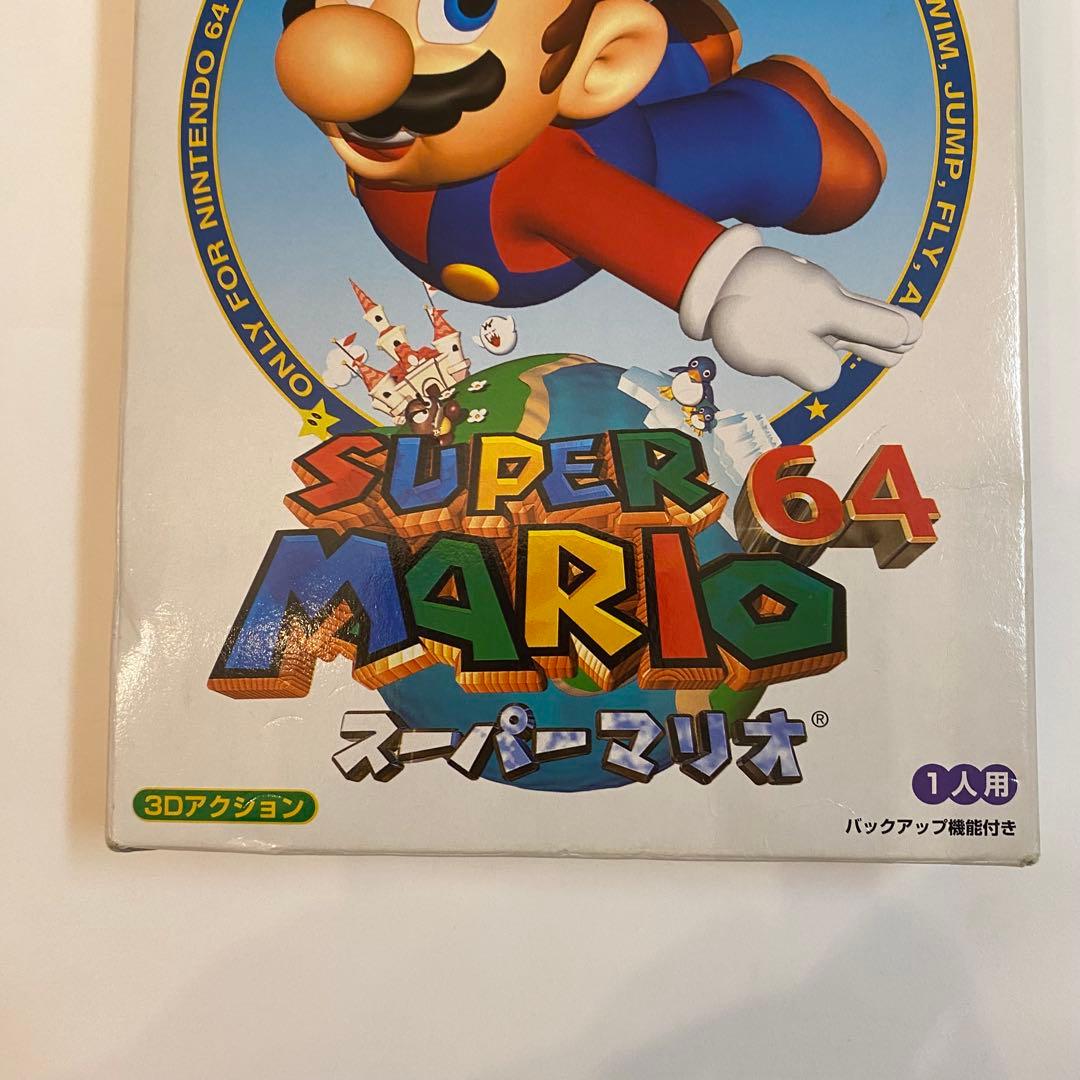 ONLY FOR NINTENDO 64
WIM, JUMP, FLY, A
SUPER
MARIO
64
スーパーマリオ®
3Dアクション
1人用
バックアップ機能付き